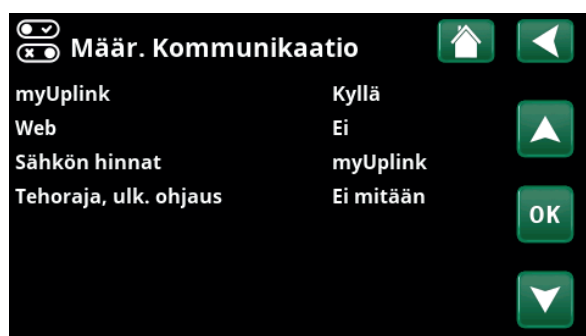 Määr. Kommunikaatio
myUplink Kyllä
Web Ei
Sähkön hinnat myUplink
Tehoraja, ulk. ohjaus Ei mitään
OK